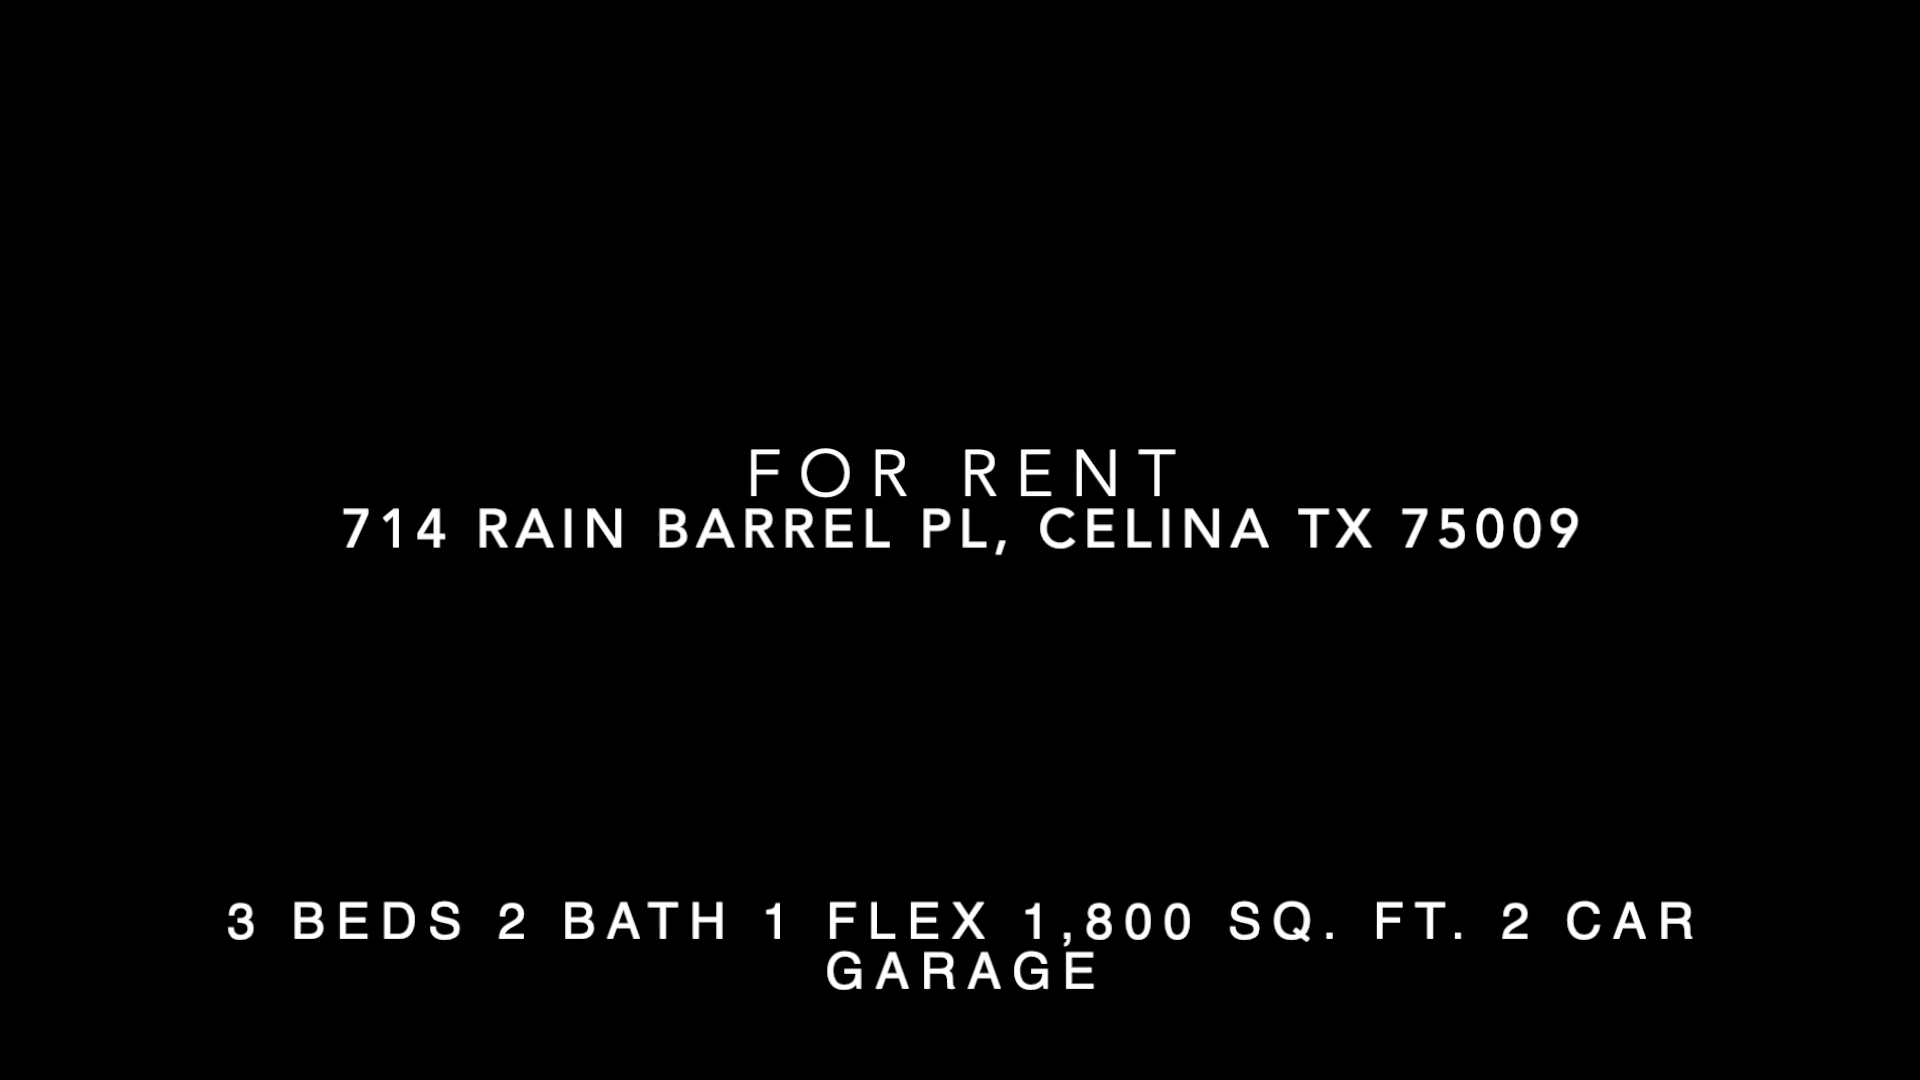 FOR RENT
714 RAIN BARREL PL, CELINA TX 75009
3 BEDS 2 BATH 1 FLEX 1,800 SQ. FT. 2 CAR
GARAGE